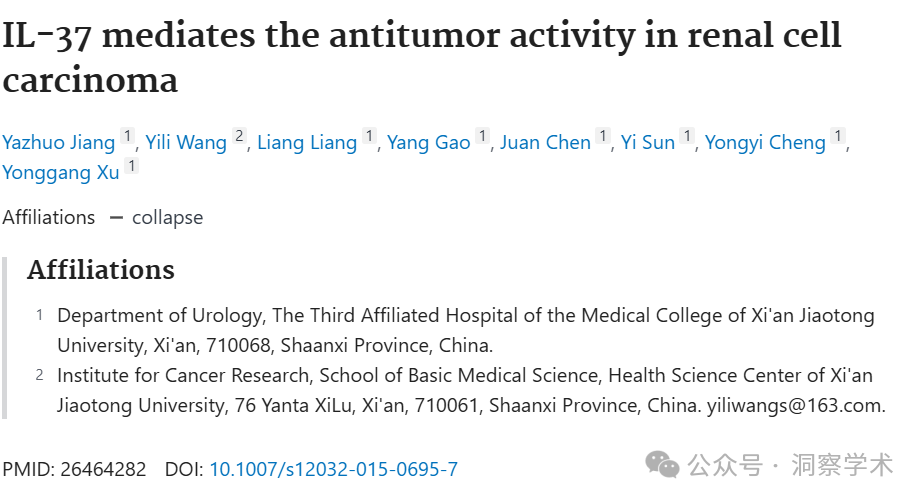 IL-37 mediates the antitumor activity in renal cell
carcinoma
Yazhuo Jiang 1, Yili Wang 2, Liang Liang 1, Yang Gao 1, Juan Chen 1, Yi Sun 1, Yongyi Cheng 1,
Yonggang Xu 1
Affiliations — collapse
Affiliations
1 Department of Urology, The Third Affiliated Hospital of the Medical College of Xi'an Jiaotong
University, Xi'an, 710068, Shaanxi Province, China.
2 Institute for Cancer Research, School of Basic Medical Science, Health Science Center of Xi'an
Jiaotong University, 76 Yanta XiLu, Xi'an, 710061, Shaanxi Province, China. yiliwangs@163.com.
PMID: 26464282 DOI: 10.1007/s12032-015-0695-7
公众号 · 洞察学术